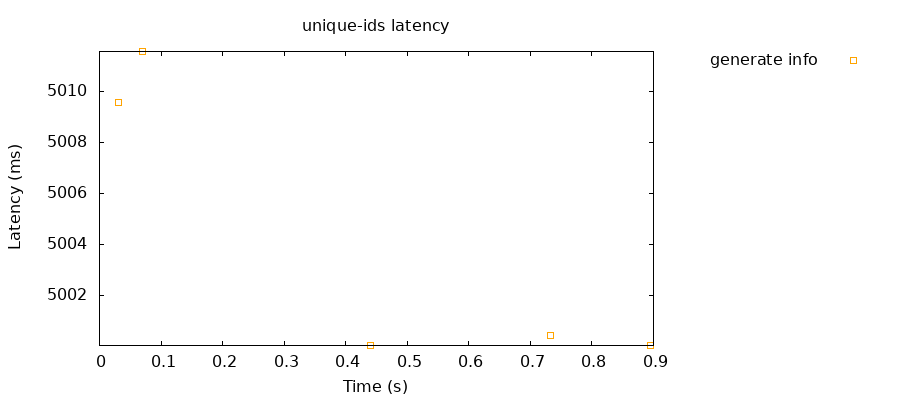 unique-ids latency
generate info
5010
5008
5006
5004
5002
Latency (ms)
0 0.1 0.2 0.3 0.4 0.5 0.6 0.7 0.8 0.9
Time (s)